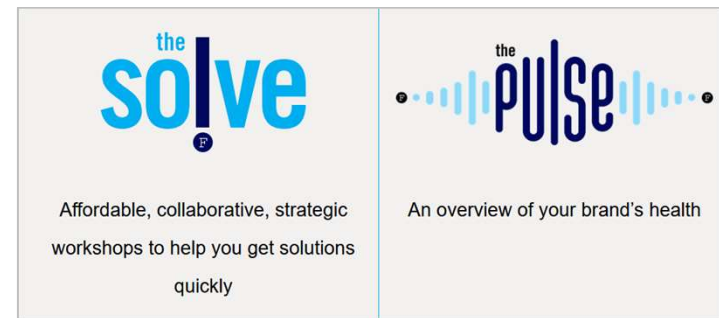 the
solve
F
Affordable, collaborative, strategic
workshops to help you get solutions
quickly
the
F pulse F
An overview of your brand’s health